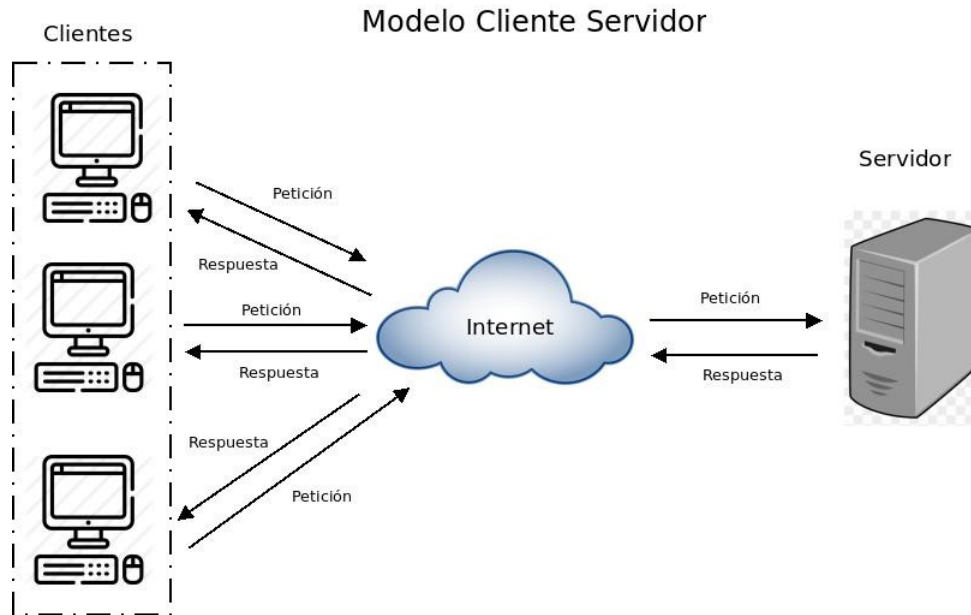 Modelo Cliente Servidor
Clientes
Servidor
Petición
Respuesta
Petición
Respuesta
Respuesta
Petición
Internet
Petición
Respuesta